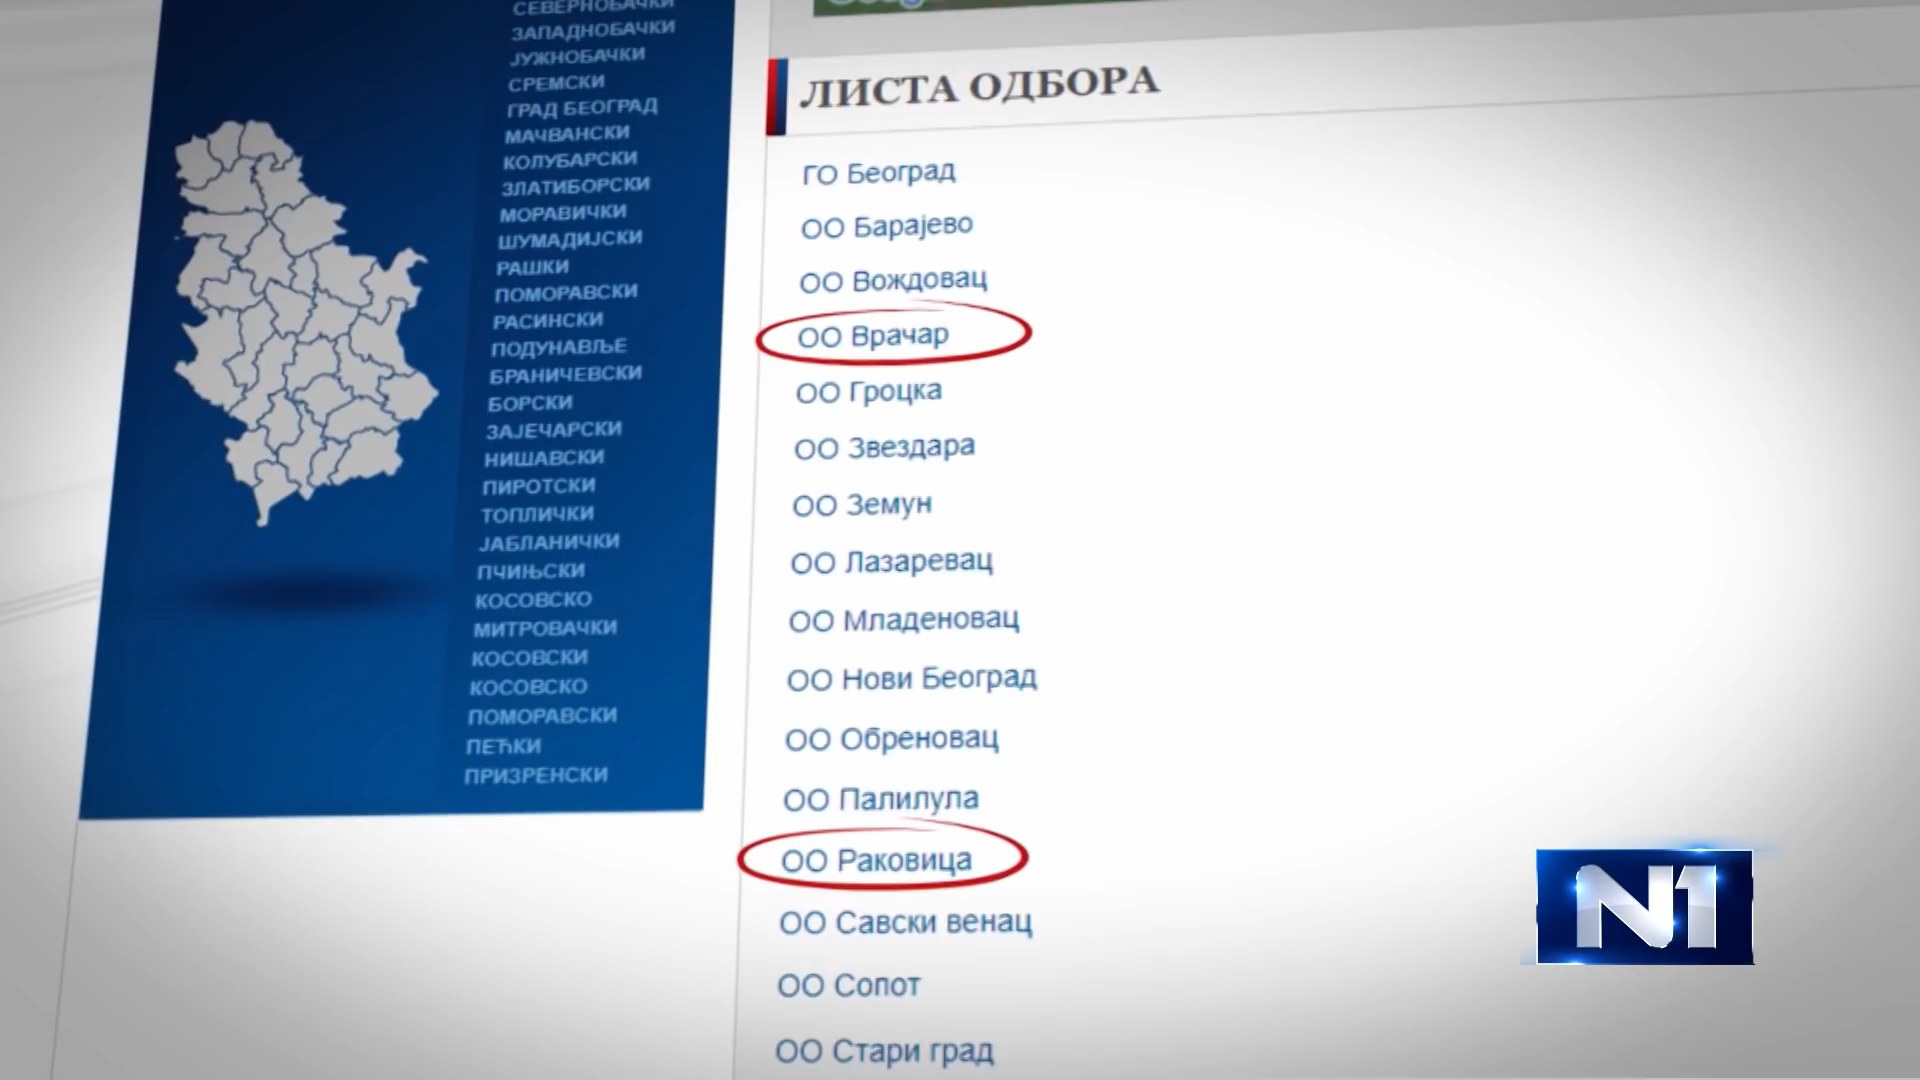 СЕВЕРНОБАЧКИ
ЗАПАДНОБАЧКИ
ЈУЖНОБАЧКИ
СРЕМСКИ
ГРАД БЕОГРАД
МАЧВАНСКИ
КОЛУБАРСКИ
ЗЛАТИБОРСКИ
МОРАВИЧКИ
ШУМАДИЈСКИ
РАШКИ
ПОМОРАВСКИ
РАСИНСКИ
ПОДУНАВЉЕ
БРАНИЧЕВСКИ
БОРСКИ
ЗАЈЕЧАРСКИ
НИШАВСКИ
ПИРОТСКИ
ТОПЛИЧКИ
ЈАБЛАНИЧКИ
ПЧИЊСКИ
КОСОВСКО
МИТРОВАЧКИ
КОСОВСКИ
КОСОВСКО
ПОМОРАВСКИ
ПЕЋКИ
ПРИЗРЕНСКИ
ЛИСТА ОДБОРА
ГО Београд
ОО Барајево
ОО Вождовац
ОО Врачар
ОО Гроцка
ОО Звездара
ОО Земун
ОО Лазаревац
ОО Младеновац
ОО Нови Београд
ОО Обреновац
ОО Палилула
ОО Раковица
ОО Савски венац
ОО Сопот
ОО Стари град
N1